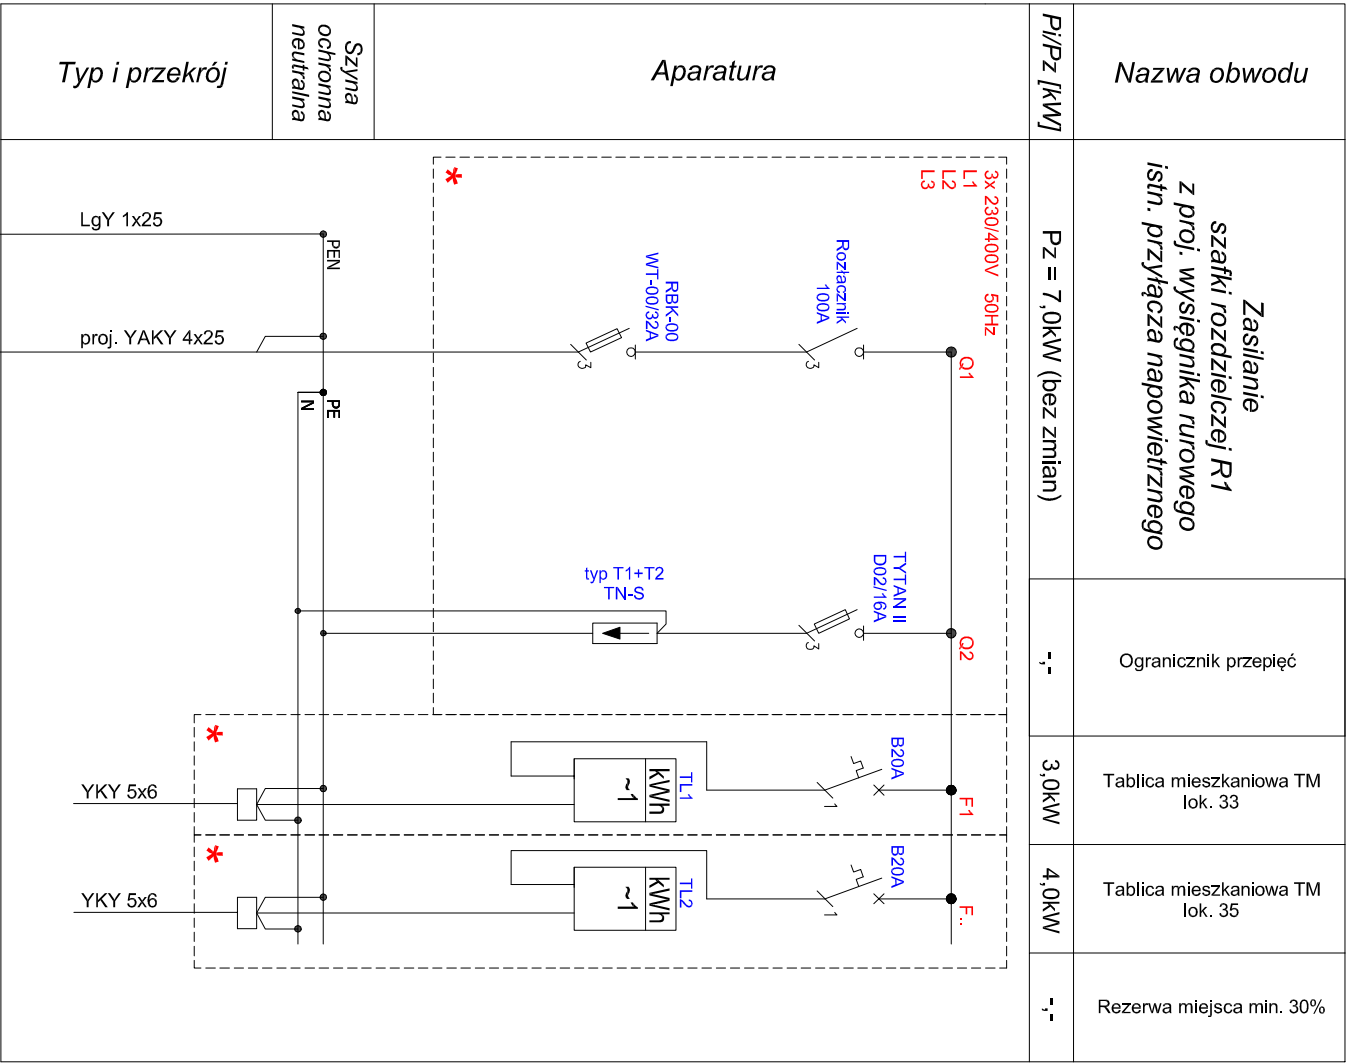 Typ i przekrój
Szyna
ochronna
neutralna
Aparatura
Pi/Pz [kW]
Nazwa obwodu
Zasilanie
szafki rozdzielczej R1
z proj. wysięgnika rurowego
istn. przyłącza napowietrznego
Pz = 7,0kW (bez zmian)
3x 230/400V 50Hz
L1
L2
L3
*
LgY 1x25
PEN
proj. YAKY 4x25
RBK-00
WT-00/32A
3
Rozłacznik
100A
3
Q1
PE
N
typ T1+T2
TN-S
TYTAN II
D02/16A
3
Q2
-,-
Ogranicznik przepięć
*
YKY 5x6
TL1
kWh
~1
B20A
1
F1
3,0kW
Tablica mieszkaniowa TM
lok. 33
*
YKY 5x6
TL2
kWh
~1
B20A
1
F..
4,0kW
Tablica mieszkaniowa TM
lok. 35
-,-
Rezerwa miejsca min. 30%